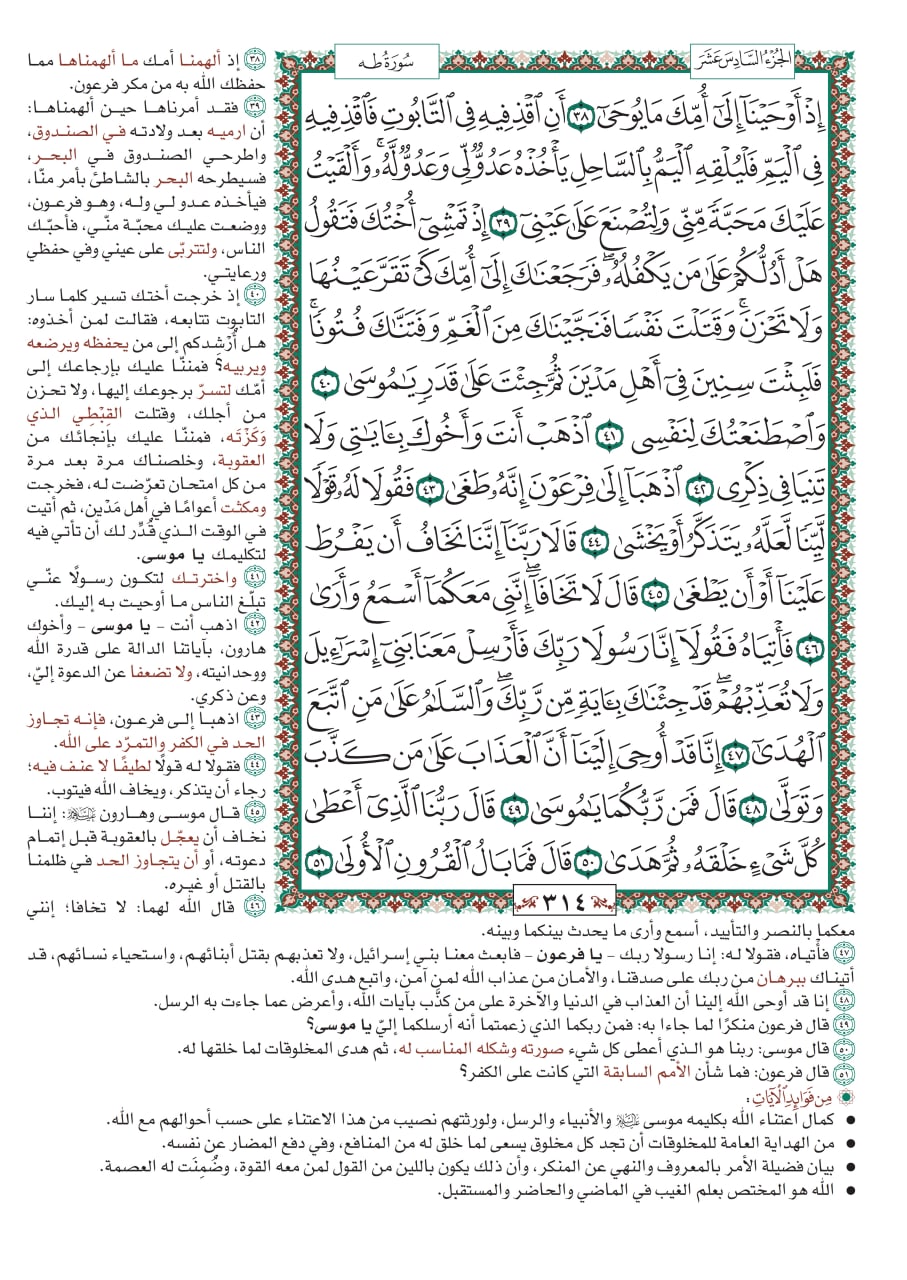 الجزء السادس عشر
سورة طه
إِذْ أَوْحَيْنَآ إِلَىٰٓ أُمِّكَ مَا يُوحَىٰٓ ٣٨ أَنِ ٱقْذِفِيهِ فِى ٱلتَّابُوتِ فَٱقْذِفِيهِ
فِى ٱلْيَمِّ فَلْيُلْقِهِ ٱلْيَمُّ بِٱلسَّاحِلِ يَأْخُذْهُ عَدُوٌّ لِّى وَعَدُوٌّ لَّهُۥ ۚ وَأَلْقَيْتُ
عَلَيْكَ مَحَبَّةً مِّنِّى وَلِتُصْنَعَ عَلَىٰ عَيْنِىٓ ٣٩ إِذْ تَمْشِىٓ أُخْتُكَ فَتَقُولُ
هَلْ أَدُلُّكُمْ عَلَىٰ مَن يَكْفُلُهُۥ ۖ فَرَجَعْنَٰكَ إِلَىٰٓ أُمِّكَ كَىْ تَقَرَّ عَيْنُهَا
وَلَا تَحْزَنَ ۚ وَقَتَلْتَ نَفْسًا فَنَجَّيْنَٰكَ مِنَ ٱلْغَمِّ وَفَتَنَّٰكَ فُتُونًا ۚ
فَلَبِثْتَ سِنِينَ فِىٓ أَهْلِ مَدْيَنَ ثُمَّ جِئْتَ عَلَىٰ قَدَرٍ يَٰمُوسَىٰ ٤٠
وَٱصْطَنَعْتُكَ لِنَفْسِى ٤١ ٱذْهَبْ أَنتَ وَأَخُوكَ بِـَٔايَٰتِى وَلَا
تَنِيَا فِى ذِكْرِى ٤٢ ٱذْهَبَآ إِلَىٰ فِرْعَوْنَ إِنَّهُۥ طَغَىٰ ٤٣ فَقُولَا لَهُۥ قَوْلًا
لَّيِّنًا لَّعَلَّهُۥ يَتَذَكَّرُ أَوْ يَخْشَىٰ ٤٤ قَالَا رَبَّنَآ إِنَّنَا نَخَافُ أَن يَفْرُطَ
عَلَيْنَآ أَوْ أَن يَطْغَىٰ ٤٥ قَالَ لَا تَخَافَآ ۖ إِنَّنِى مَعَكُمَآ أَسْمَعُ وَأَرَىٰ
٤٦ فَأْتِيَاهُ فَقُولَآ إِنَّا رَسُولَا رَبِّكَ فَأَرْسِلْ مَعَنَا بَنِىٓ إِسْرَٰٓءِيلَ
وَلَا تُعَذِّبْهُمْ ۖ قَدْ جِئْنَٰكَ بِـَٔايَةٍ مِّن رَّبِّكَ ۖ وَٱلسَّلَٰمُ عَلَىٰ مَنِ ٱتَّبَعَ
ٱلْهُدَىٰٓ ٤٧ إِنَّا قَدْ أُوحِىَ إِلَيْنَآ أَنَّ ٱلْعَذَابَ عَلَىٰ مَن كَذَّبَ
وَتَوَلَّىٰ ٤٨ قَالَ فَمَن رَّبُّكُمَا يَٰمُوسَىٰ ٤٩ قَالَ رَبُّنَا ٱلَّذِىٓ أَعْطَىٰ
كُلَّ شَىْءٍ خَلْقَهُۥ ثُمَّ هَدَىٰ ٥٠ قَالَ فَمَا بَالُ ٱلْقُرُونِ ٱلْأُولَىٰ ٥١
٣١٤
٣٨ إذ ألهمنا أمك ما ألهمناها مما
حفظك الله به من مكر فرعون.
٣٩ فقد أمرناها حين ألهمناها:
أن ارميه بعد ولادته في الصندوق،
واطرحي الصندوق في البحر،
فسيطرحه البحر بالشاطئ بأمر منّا،
فيأخذه عدو لي وله، وهو فرعون،
ووضعت عليك محبّة منّي، فأحبّك
الناس، ولتتربّى على عيني وفي حفظي
ورعايتي.
٤٠ إذ خرجت أختك تسير كلما سار
التابوت تتابعه، فقالت لمن أخذوه:
هل أُرْشدكم إلى من يحفظه ويرضعه
ويربيه؟ فمننّا عليك بإرجاعك إلى
أمّك لتسرّ برجوعك إليها، ولا تحزن
من أجلك، وقتلت القِبْطِي الذي
وَكَزْتَه، فمننّا عليك بإنجائك من
العقوبة، وخلصناك مرة بعد مرة
من كل امتحان تعرّضت له، فخرجت
ومكثت أعوامًا في أهل مَدْين، ثم أتيت
في الوقت الذي قُدِّر لك أن تأتي فيه
لتكليمك يا موسى.
٤١ واخترتك لتكون رسولًا عنّي
تبلّغ الناس ما أوحيت به إليك.
٤٢ اذهب أنت - يا موسى - وأخوك
هارون، بآياتنا الدالة على قدرة الله
ووحدانيته، ولا تضعفا عن الدعوة إليّ،
وعن ذكري.
٤٣ اذهبا إلى فرعون، فإنه تجاوز
الحد في الكفر والتمرّد على الله.
٤٤ فقولا له قولًا لطيفًا لا عنف فيه؛
رجاء أن يتذكر، ويخاف الله فيتوب.
٤٥ قال موسى وهارون: إننا
نخاف أن يعجّل بالعقوبة قبل إتمام
دعوته، أو أن يتجاوز الحد في ظلمنا
بالقتل أو غيره.
٤٦ قال الله لهما: لا تخافا؛ إنني
معكما بالنصر والتأييد، أسمع وأرى ما يحدث بينكما وبينه.
٤٧ فأتياه، فقولا له: إنا رسولا ربك - يا فرعون - فابعث معنا بني إسرائيل، ولا تعذبهم بقتل أبنائهم، واستحياء نسائهم، قد
أتيناك ببرهان من ربك على صدقنا، والأمان من عذاب الله لمن آمن، واتبع هدى الله.
٤٨ إنا قد أوحى الله إلينا أن العذاب في الدنيا والآخرة على من كذَّب بآيات الله، وأعرض عما جاءت به الرسل.
٤٩ قال فرعون منكرًا لما جاءا به: فمن ربكما الذي زعمتما أنه أرسلكما إليّ يا موسى؟
٥٠ قال موسى: ربنا هو الذي أعطى كل شيء صورته وشكله المناسب له، ثم هدى المخلوقات لما خلقها له.
٥١ قال فرعون: فما شأن الأمم السابقة التي كانت على الكفر؟
من فوائد الآيات:
• كمال اعتناء الله بكليمه موسى والأنبياء والرسل، ولورثتهم نصيب من هذا الاعتناء على حسب أحوالهم مع الله.
• من الهداية العامة للمخلوقات أن تجد كل مخلوق يسعى لما خلق له من المنافع، وفي دفع المضار عن نفسه.
• بيان فضيلة الأمر بالمعروف والنهي عن المنكر، وأن ذلك يكون باللين من القول لمن معه القوة، وضُمِنَت له العصمة.
• الله هو المختص بعلم الغيب في الماضي والحاضر والمستقبل.